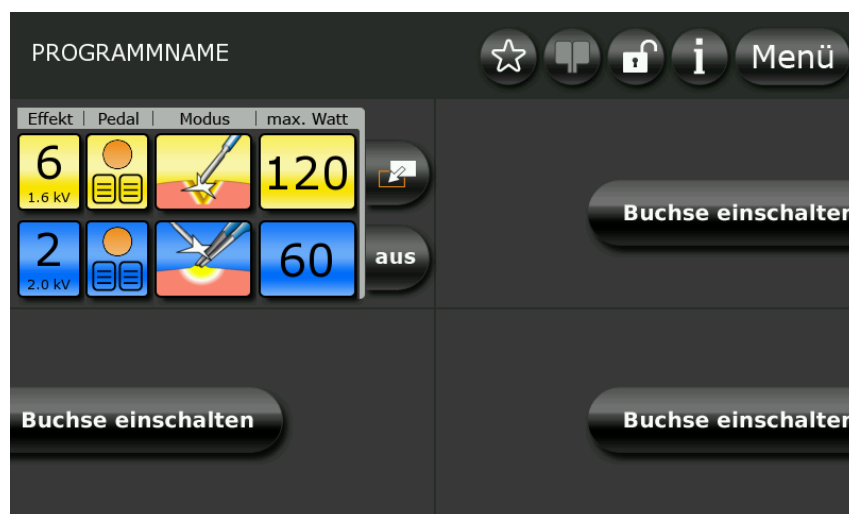 PROGRAMMNAME
i Menü
Effekt | Pedal | Modus | max. Watt
6 120
1.6 kV
2 60 aus
2.0 kV
Buchse einschalten
Buchse einschalten
Buchse einschalten